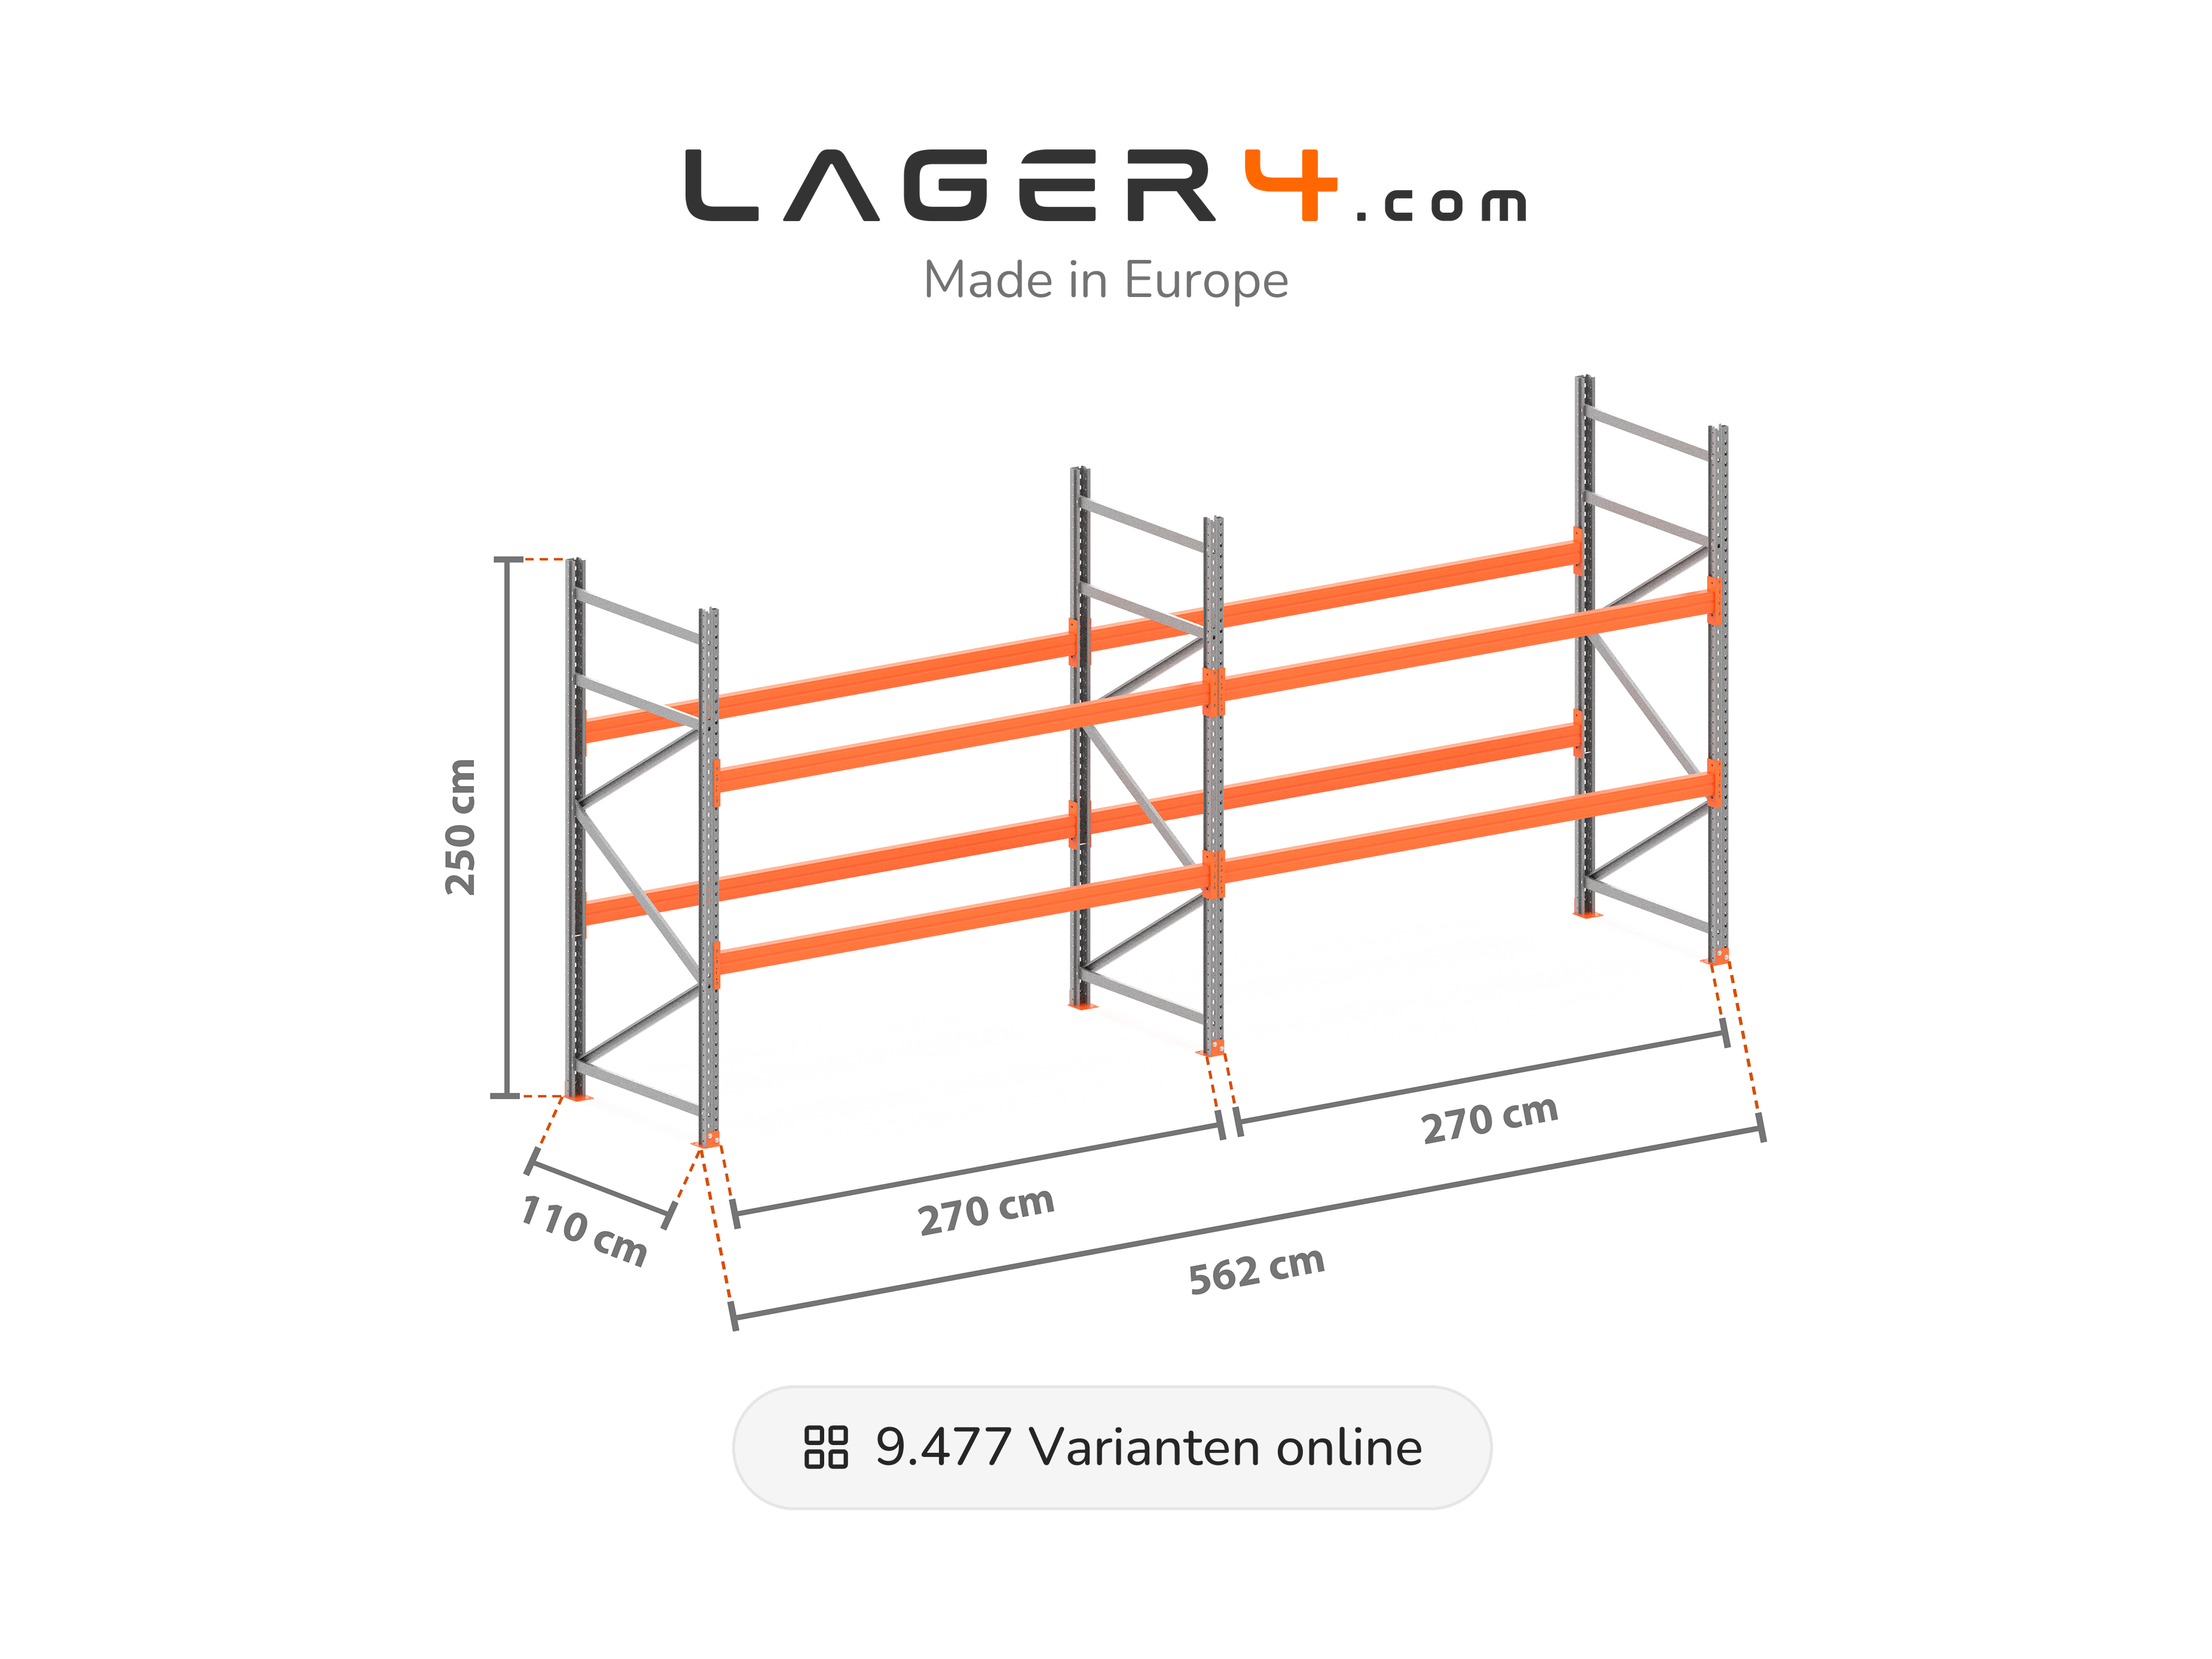 LAGER4.com
Made in Europe
250 cm
110 cm
270 cm
270 cm
562 cm
9.477 Varianten online